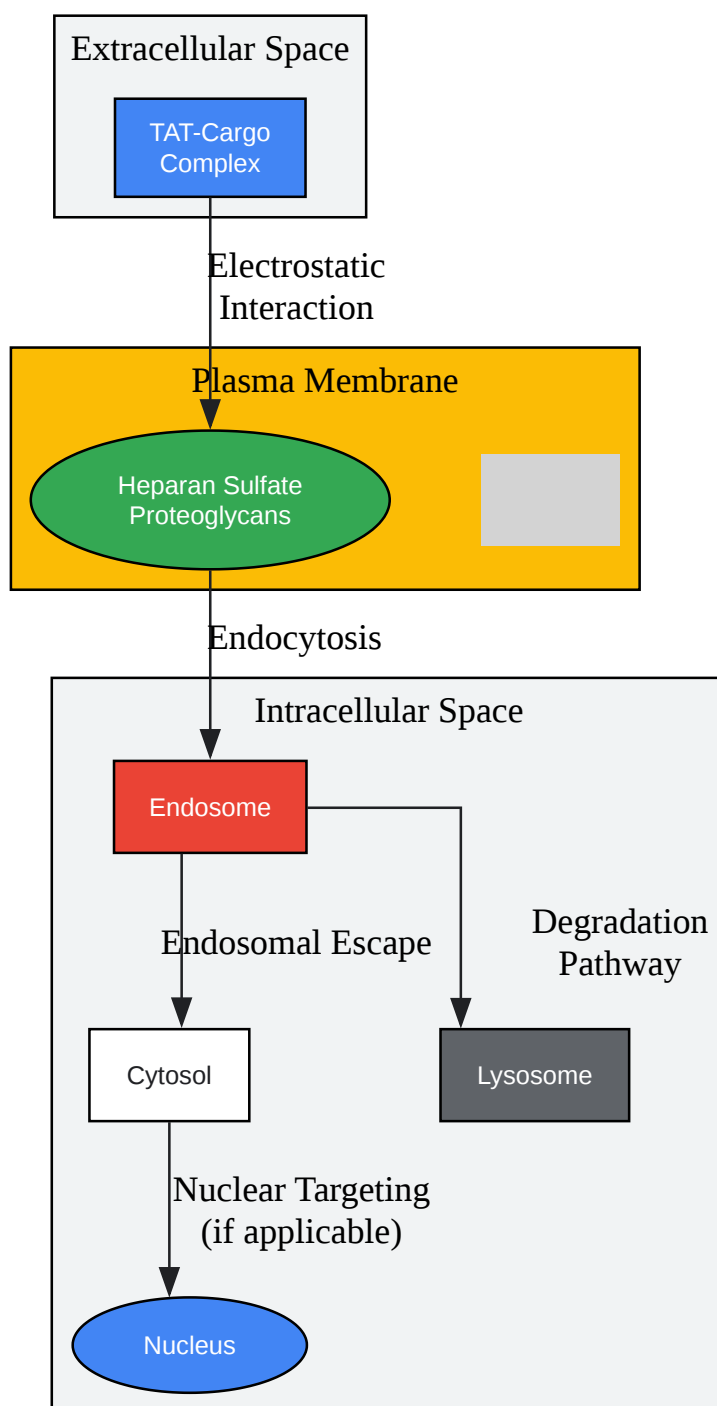 Extracellular Space
TAT-Cargo
Complex
Electrostatic
Interaction
Plasma Membrane
Heparan Sulfate
Proteoglycans
Endocytosis
Intracellular Space
Endosome
Endosomal Escape
Degradation
Pathway
Cytosol
Lysosome
Nuclear Targeting
(if applicable)
Nucleus